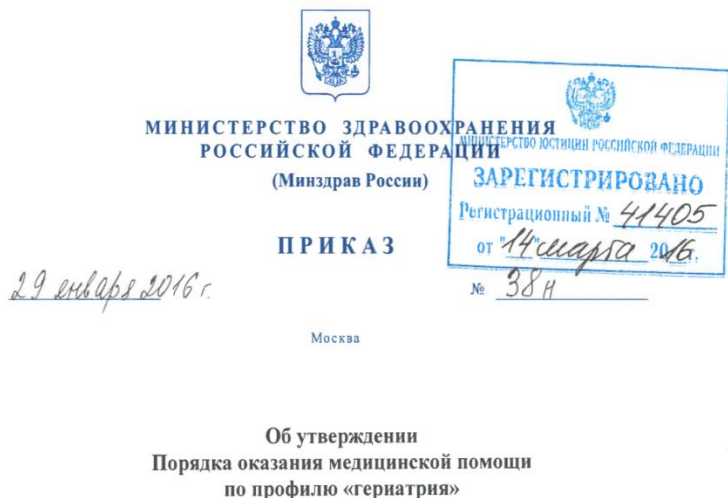 МИНИСТЕРСТВО ЗДРАВООХРАНЕНИЯ
РОССИЙСКОЙ ФЕДЕРАЦИИ
(Минздрав России)
МИНИСТЕРСТВО ЮСТИЦИИ РОССИЙСКОЙ ФЕДЕРАЦИИ
ЗАРЕГИСТРИРОВАНО
Регистрационный № 41405
от "14" марта 2016.
ПРИКАЗ
29 января 2016 г.
№ 38н
Москва
Об утверждении
Порядка оказания медицинской помощи
по профилю «гериатрия»